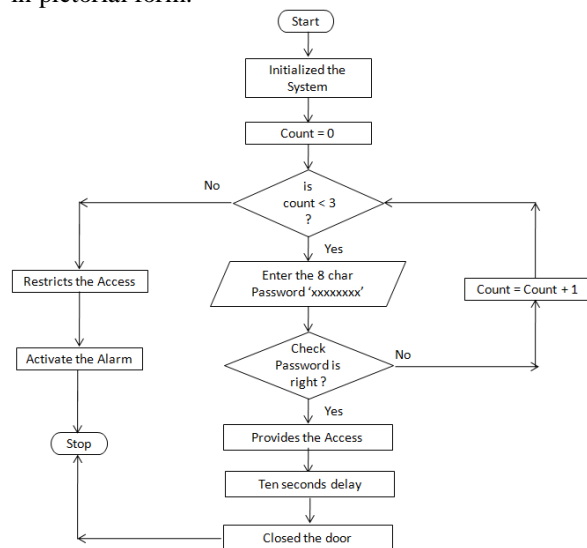 in pictorial form.
Start
Initialized the
System
Count = 0
is
count < 3
?
No
Yes
Enter the 8 char
Password ‘xxxxxxxx’
Restricts the Access
Count = Count + 1
Activate the Alarm
Check
Password is
right ?
No
Yes
Stop
Provides the Access
Ten seconds delay
Closed the door